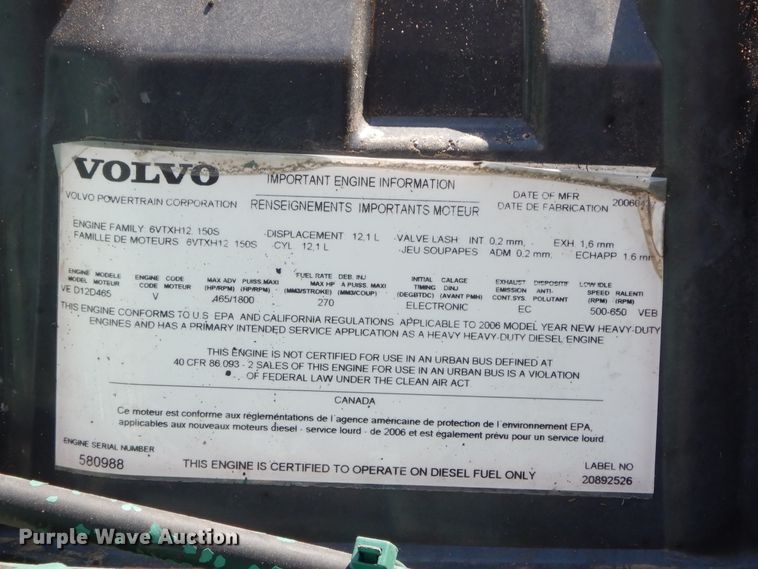 VOLVO
VOLVO POWERTRAIN CORPORATION
IMPORTANT ENGINE INFORMATION
RENSEIGNEMENTS IMPORTANTS MOTEUR
DATE OF MFR
DATE DE FABRICATION
ENGINE FAMILY 6VTXH12.150S DISPLACEMENT 12,1 L VALVE LASH INT. 0,2 mm, EXH 1,6 mm
FAMILLE DE MOTEURS 6VTXH12 150S CYL 12,1 L JEU SOUPAPES ADM 0,2 mm, ECHAPP 1,6 mm
ENGINE MODELE ENGINE CODE MAX ADV PUISS.MAXI FUEL RATE DEB. INJ INITIAL CALAGE EXHAUST DISPOSITIF LOW IDLE
MODEL MOTEUR CODE MOTEUR (HP/RPM) (HP/RPM) MAX HP A PUISS. MAXI TIMING DINJ EMISSION ANTI- SPEED RALENTI
(MM3/STROKE) (MM3/COUP) (DEGBTDC) (AVANT PMH) CONT.SYS. POLLUTANT (RPM) (RPM)
VE D12D465 V 465/1800 270 ELECTRONIC EC 500-650 VEB
THIS ENGINE CONFORMS TO U.S EPA AND CALIFORNIA REGULATIONS APPLICABLE TO 2006 MODEL YEAR NEW HEAVY-DUTY
ENGINES AND HAS A PRIMARY INTENDED SERVICE APPLICATION AS A HEAVY HEAVY-DUTY DIESEL ENGINE
THIS ENGINE IS NOT CERTIFIED FOR USE IN AN URBAN BUS DEFINED AT
40 CFR 86.093 - 2 SALES OF THIS ENGINE FOR USE IN AN URBAN BUS IS A VIOLATION
OF FEDERAL LAW UNDER THE CLEAN AIR ACT
CANADA
Ce moteur est conforme aux réglémentations de l'agence américaine de protection de l'environnement EPA,
applicables aux nouveaux moteurs diesel - service lourd - de 2006 et est également prévu pour un service lourd
ENGINE SERIAL NUMBER
580988
THIS ENGINE IS CERTIFIED TO OPERATE ON DIESEL FUEL ONLY
LABEL NO
20892526
Purple Wave Auction